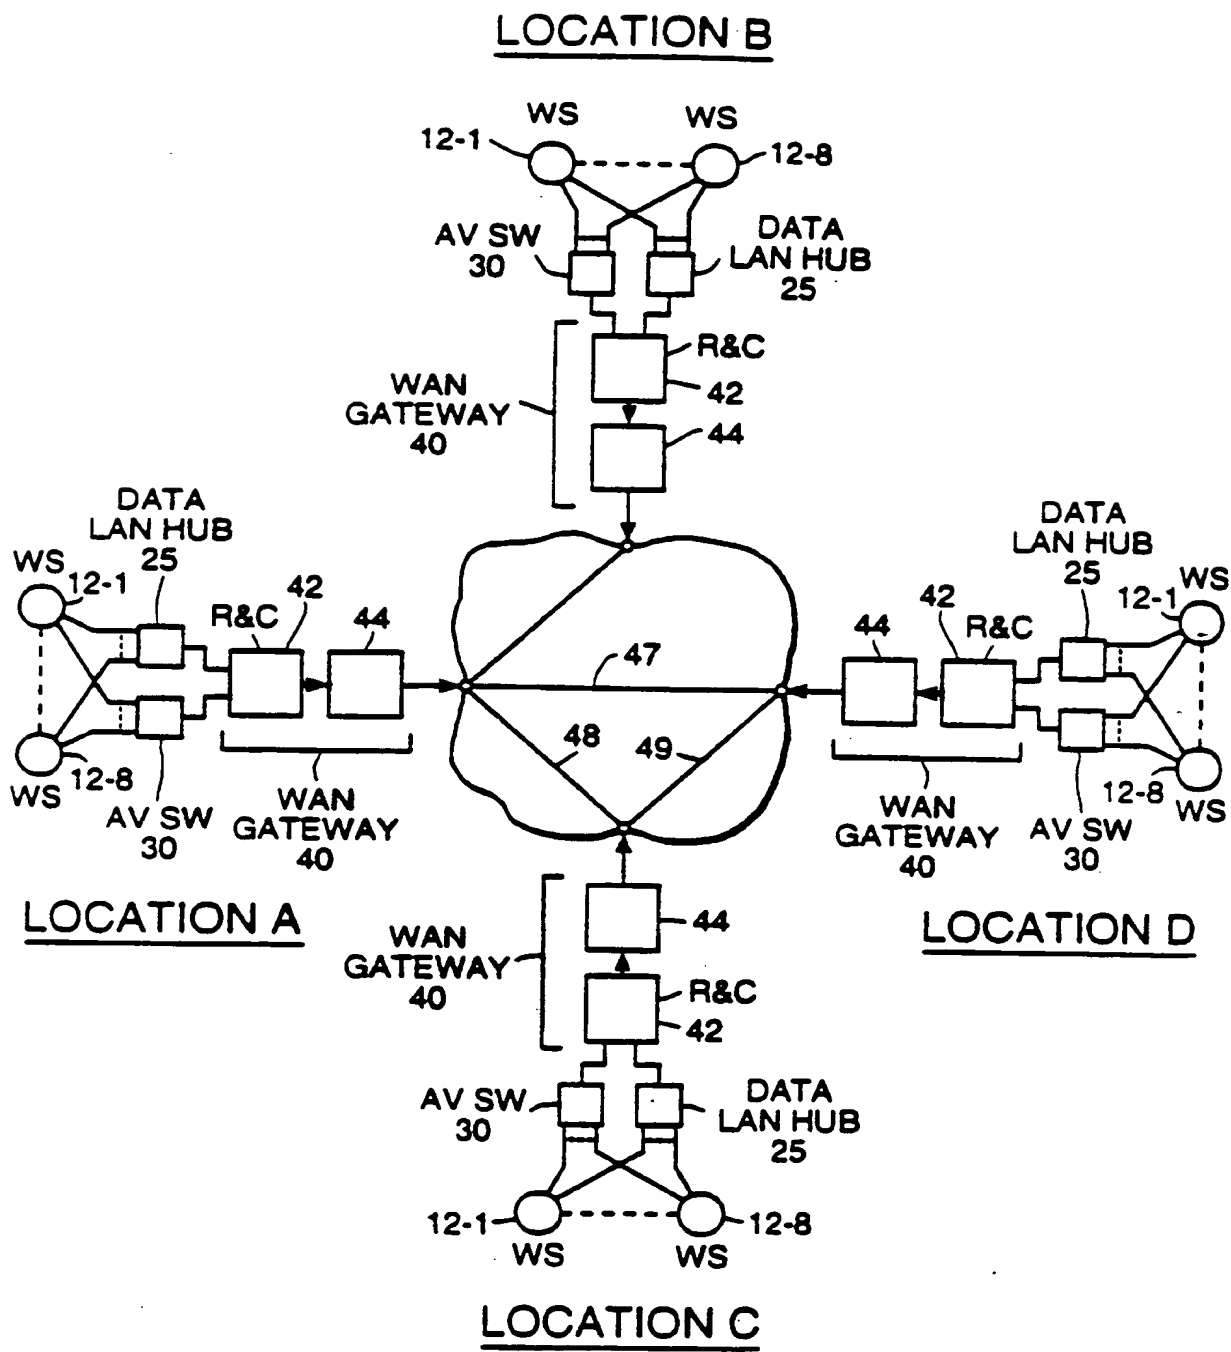 LOCATION B
WS
WS
12-1
12-8
AV SW
30
DATA
LAN HUB
25
R&C
42
WAN
GATEWAY
40
44
DATA
LAN HUB
25
WS
12-1
R&C
42
44
12-8
WS
AV SW
30
WAN
GATEWAY
40
LOCATION A
47
48
49
DATA
LAN HUB
25
WS
12-1
44
42
R&C
12-8
WS
WAN
GATEWAY
40
AV SW
30
LOCATION D
WAN
GATEWAY
40
44
R&C
42
AV SW
30
DATA
LAN HUB
25
12-1
12-8
WS
WS
LOCATION C